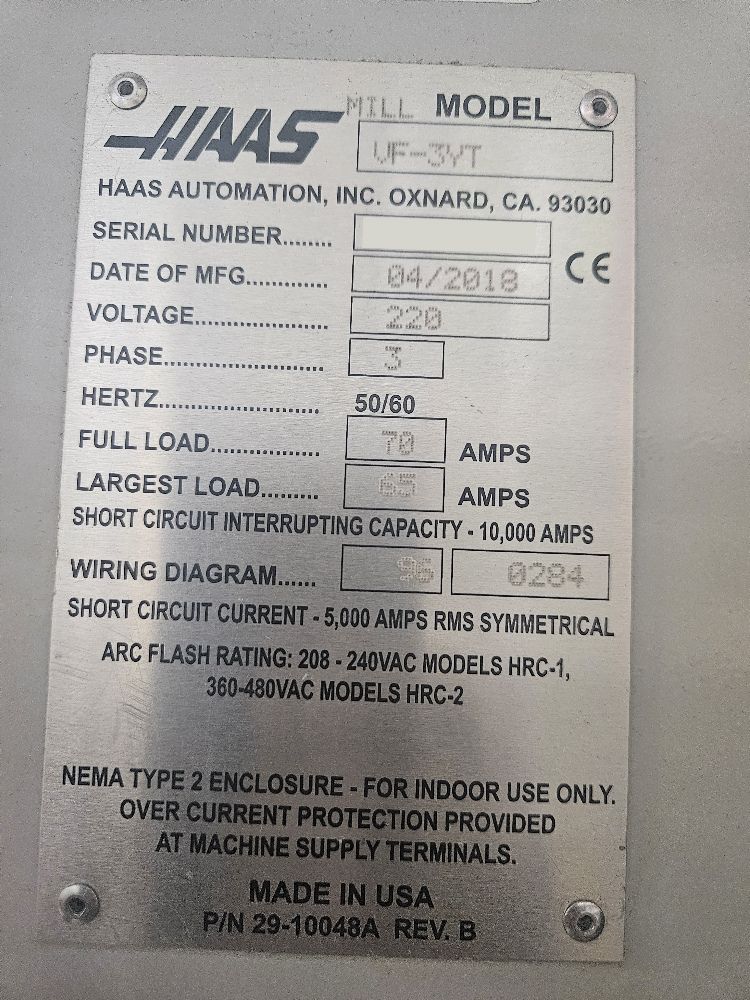 HAAS MILL MODEL
VF-3YT
HAAS AUTOMATION, INC. OXNARD, CA. 93030
SERIAL NUMBER........
DATE OF MFG............. 04/2018 CE
VOLTAGE..................... 220
PHASE......................... 3
HERTZ......................... 50/60
FULL LOAD................. 70 AMPS
LARGEST LOAD......... 65 AMPS
SHORT CIRCUIT INTERRUPTING CAPACITY - 10,000 AMPS
WIRING DIAGRAM...... 96 0284
SHORT CIRCUIT CURRENT - 5,000 AMPS RMS SYMMETRICAL
ARC FLASH RATING: 208 - 240VAC MODELS HRC-1,
360-480VAC MODELS HRC-2
NEMA TYPE 2 ENCLOSURE - FOR INDOOR USE ONLY.
OVER CURRENT PROTECTION PROVIDED
AT MACHINE SUPPLY TERMINALS.
MADE IN USA
P/N 29-10048A REV. B